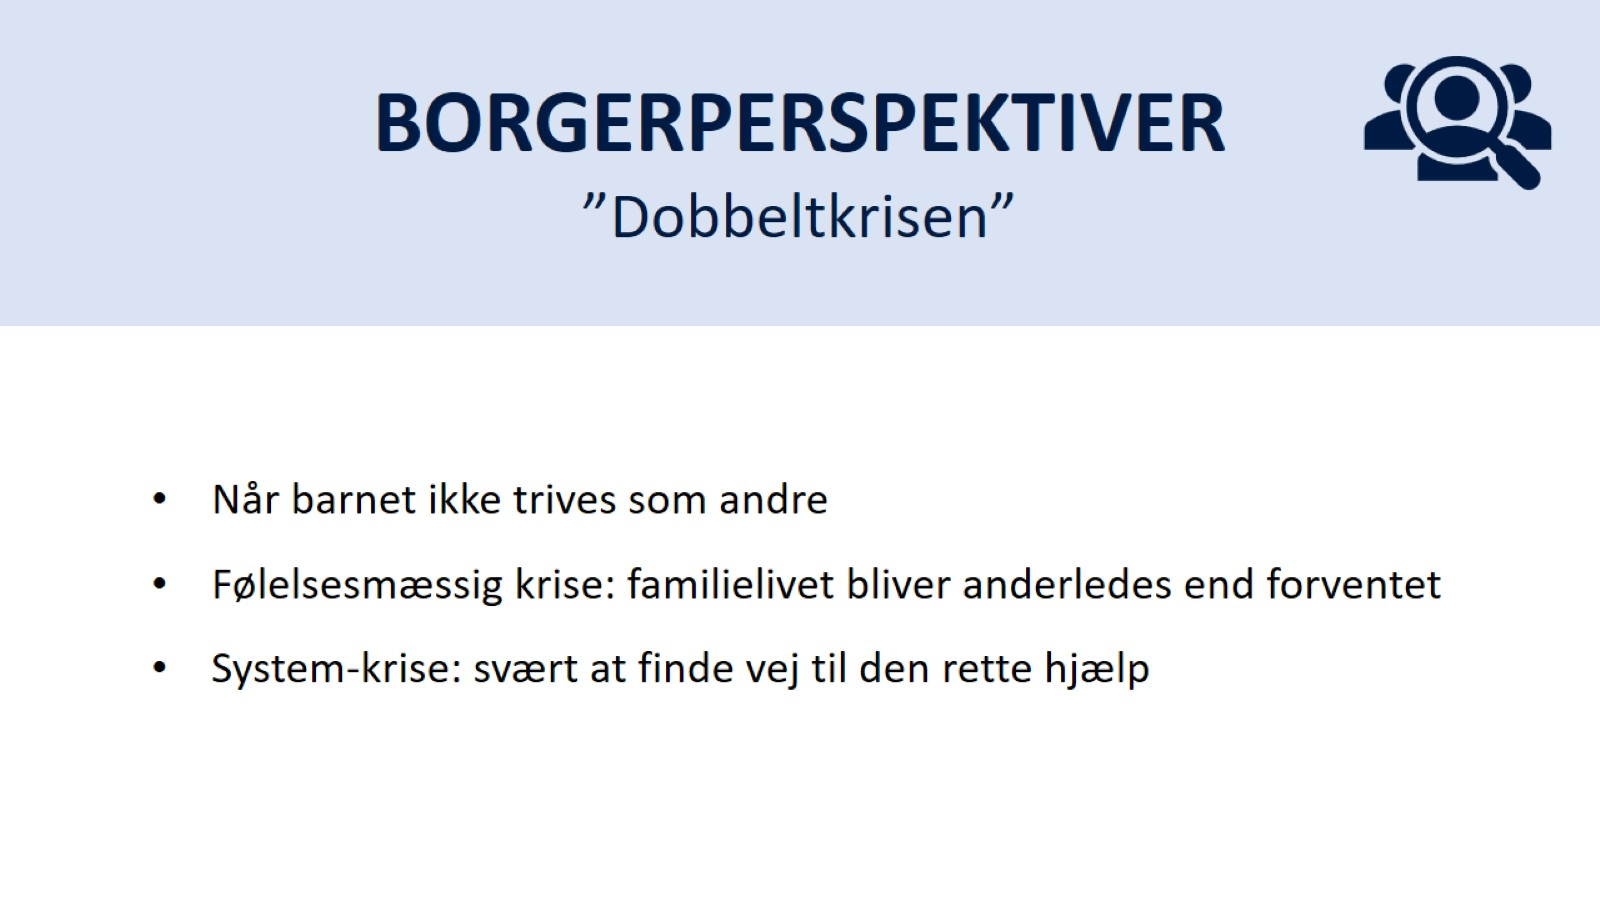 BORGERPERSPEKTIVER
”Dobbeltkrisen”
• Når barnet ikke trives som andre
• Følelsesmæssig krise: familielivet bliver anderledes end forventet
• System-krise: svært at finde vej til den rette hjælp